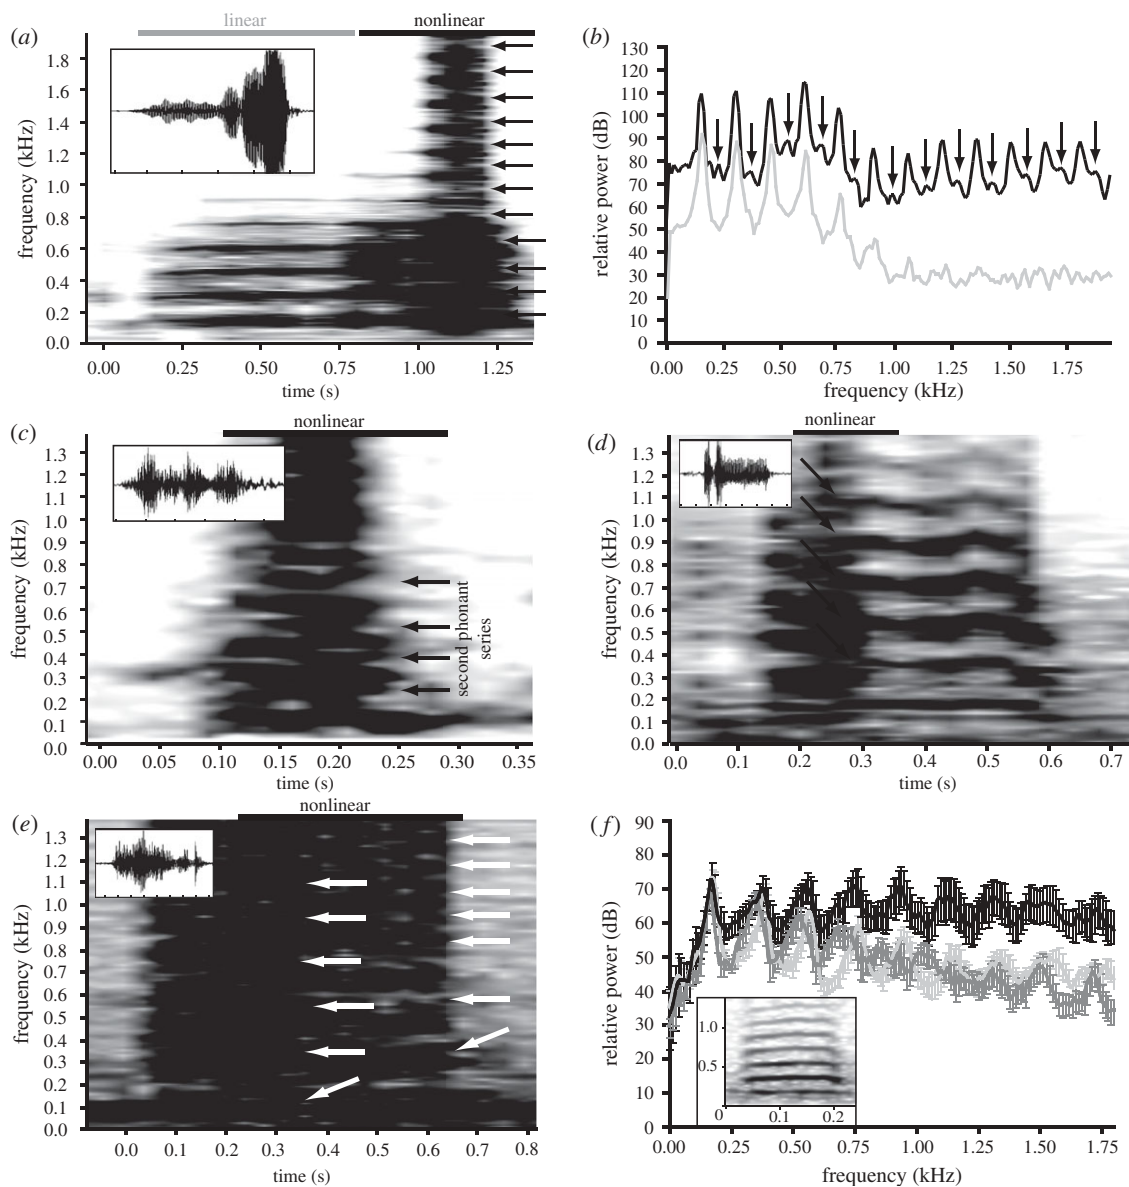 linear nonlinear
(a)
1.8
1.6
1.4
1.2
1.0
0.8
0.6
0.4
0.2
0.0
frequency (kHz)
0.00 0.25 0.50 0.75 1.00 1.25
time (s)
(b)
130
120
110
100
90
80
70
60
50
40
30
20
10
0
relative power (dB)
0.00 0.25 0.50 0.75 1.00 1.25 1.50 1.75
frequency (kHz)
nonlinear
(c)
1.3
1.2
1.1
1.0
0.9
0.8
0.7
0.6
0.5
0.4
0.3
0.2
0.1
0.0
frequency (kHz)
second phonant
series
0.00 0.05 0.10 0.15 0.20 0.25 0.30 0.35
time (s)
nonlinear
(d)
1.3
1.2
1.1
1.0
0.9
0.8
0.7
0.6
0.5
0.4
0.3
0.2
0.1
0.0
frequency (kHz)
0.0 0.1 0.2 0.3 0.4 0.5 0.6 0.7
time (s)
nonlinear
(e)
1.3
1.2
1.1
1.0
0.9
0.8
0.7
0.6
0.5
0.4
0.3
0.2
0.1
0.0
frequency (kHz)
0.0 0.1 0.2 0.3 0.4 0.5 0.6 0.7 0.8
time (s)
(f)
90
80
70
60
50
40
30
20
10
0
relative power (dB)
1.0
0.5
0 0.1 0.2
0.00 0.25 0.50 0.75 1.00 1.25 1.50 1.75
frequency (kHz)